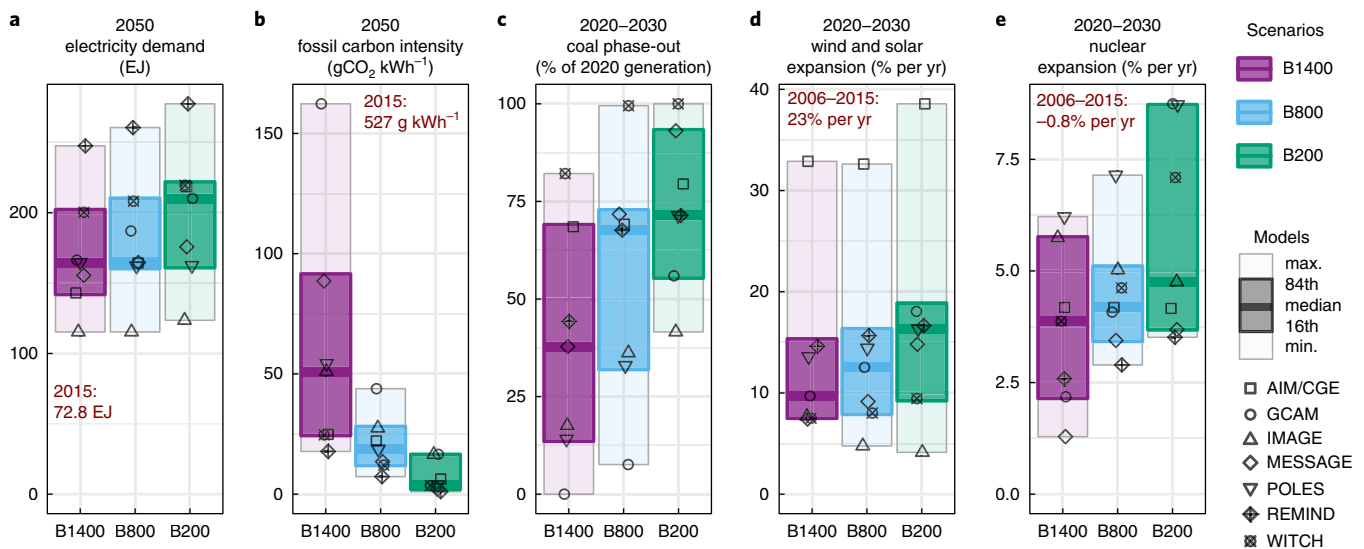 a
2050
electricity demand
(EJ)
200
100
0
2015:
72.8 EJ
B1400 B800 B200
b
2050
fossil carbon intensity
(gCO₂ kWh⁻¹)
150
100
50
0
2015:
527 g kWh⁻¹
B1400 B800 B200
c
2020–2030
coal phase-out
(% of 2020 generation)
100
75
50
25
0
B1400 B800 B200
d
2020–2030
wind and solar
expansion (% per yr)
40
30
20
10
0
2006–2015:
23% per yr
B1400 B800 B200
e
2020–2030
nuclear
expansion (% per yr)
7.5
5.0
2.5
0.0
2006–2015:
–0.8% per yr
B1400 B800 B200
Scenarios
B1400
B800
B200
Models
max.
84th
median
16th
min.
AIM/CGE
GCAM
IMAGE
MESSAGE
POLES
REMIND
WITCH